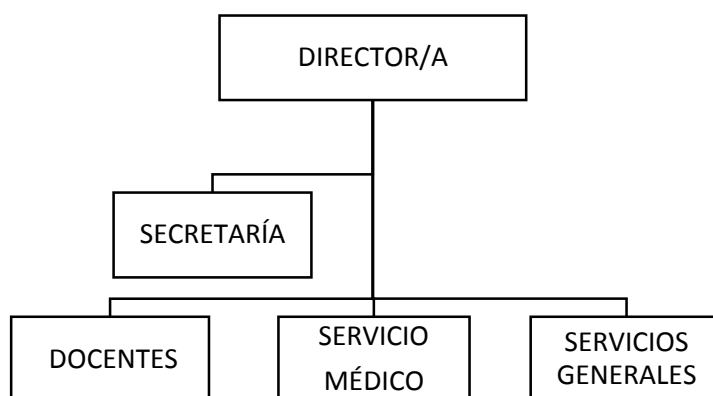 DIRECTOR/A
SECRETARÍA
DOCENTES
SERVICIO
MÉDICO
SERVICIOS
GENERALES